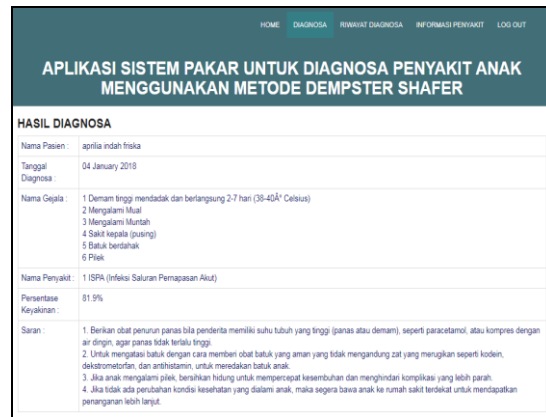 HOME DIAGNOSA RIWAYAT DIAGNOSA INFORMASI PENYAKIT LOG OUT
APLIKASI SISTEM PAKAR UNTUK DIAGNOSA PENYAKIT ANAK
MENGGUNAKAN METODE DEMPSTER SHAFER
HASIL DIAGNOSA
Nama Pasien : aprilia indah friska
Tanggal Diagnosa : 04 January 2018
Nama Gejala : 1 Demam tinggi mendadak dan berlangsung 2-7 hari (38-40Â° Celsius)
2 Mengalami Mual
3 Mengalami Muntah
4 Sakit kepala (pusing)
5 Batuk berdahak
6 Pilek
Nama Penyakit : 1 ISPA (Infeksi Saluran Pernapasan Akut)
Persentase Keyakinan : 81.9%
Saran : 1. Berikan obat penurun panas bila penderita memiliki suhu tubuh yang tinggi (panas atau demam), seperti paracetamol, atau kompres dengan
air dingin, agar panas tidak terlalu tinggi.
2. Untuk mengatasi batuk dengan cara memberi obat batuk yang aman yang tidak mengandung zat yang merugikan seperti kodein,
dekstrometorfan, dan antihistamin, untuk meredakan batuk anak.
3. Jika anak mengalami pilek, bersihkan hidung untuk mempercepat kesembuhan dan menghindari komplikasi yang lebih parah.
4. Jika tidak ada perubahan kondisi kesehatan yang dialami anak, maka segera bawa anak ke rumah sakit terdekat untuk mendapatkan
penanganan lebih lanjut.